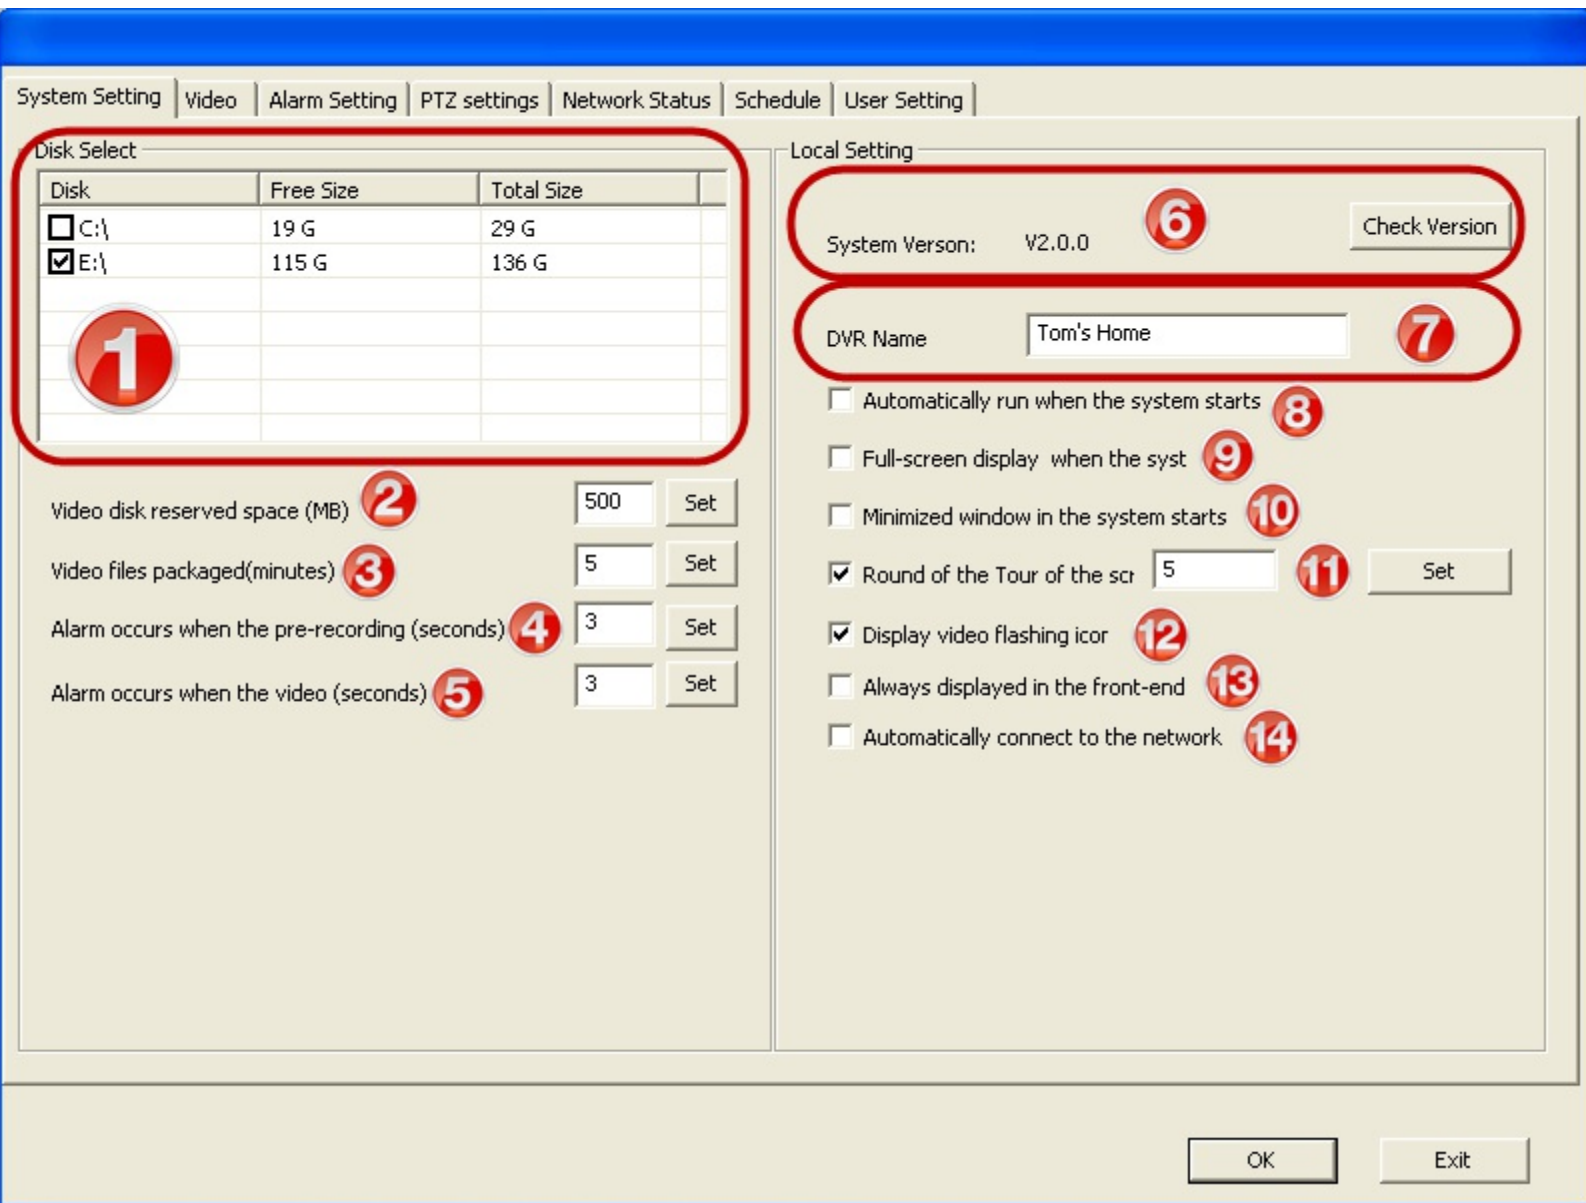 System Setting Video Alarm Setting PTZ settings Network Status Schedule User Setting
Disk Select
Disk Free Size Total Size
C:\ 19 G 29 G
E:\ 115 G 136 G
1
Video disk reserved space (MB) 2 500 Set
Video files packaged(minutes) 3 5 Set
Alarm occurs when the pre-recording (seconds) 4 3 Set
Alarm occurs when the video (seconds) 5 3 Set
Local Setting
System Verson: V2.0.0 6 Check Version
DVR Name Tom's Home 7
Automatically run when the system starts 8
Full-screen display when the syst 9
Minimized window in the system starts 10
Round of the Tour of the scr 5 11 Set
Display video flashing icor 12
Always displayed in the front-end 13
Automatically connect to the network 14
OK Exit